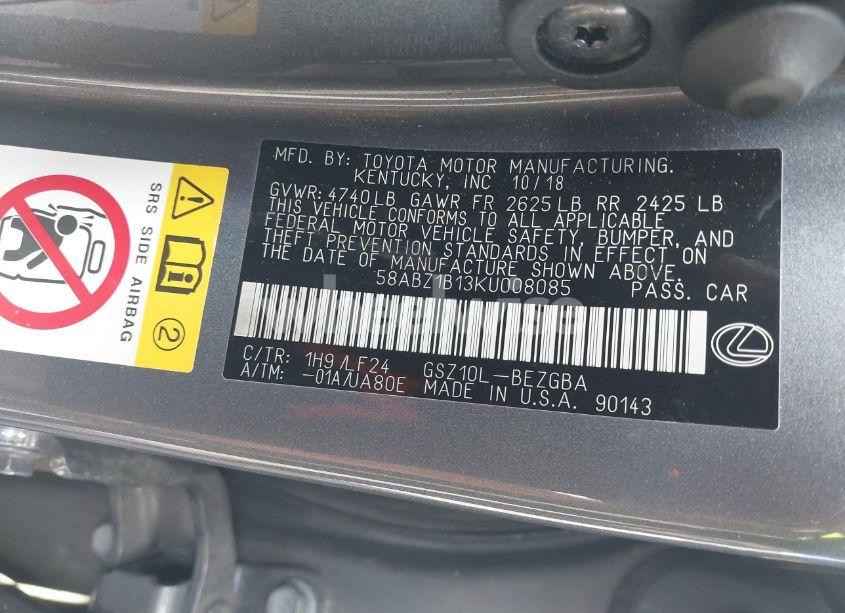 MFD. BY: TOYOTA MOTOR MANUFACTURING.
KENTUCKY, INC 10/18
GVWR: 4740 LB GAWR FR 2625 LB RR 2425 LB
THIS VEHICLE CONFORMS TO ALL APPLICABLE
FEDERAL MOTOR VEHICLE SAFETY, BUMPER, AND
THEFT PREVENTION STANDARDS IN EFFECT ON
THE DATE OF MANUFACTURE SHOWN ABOVE.
58ABZ1B13KU008085 PASS. CAR
C/TR: 1H9/LF24 GSZ10L-BEZGBA
A/TM: -01A/UA80E MADE IN U.S.A. 90143
SRS SIDE AIRBAG
2